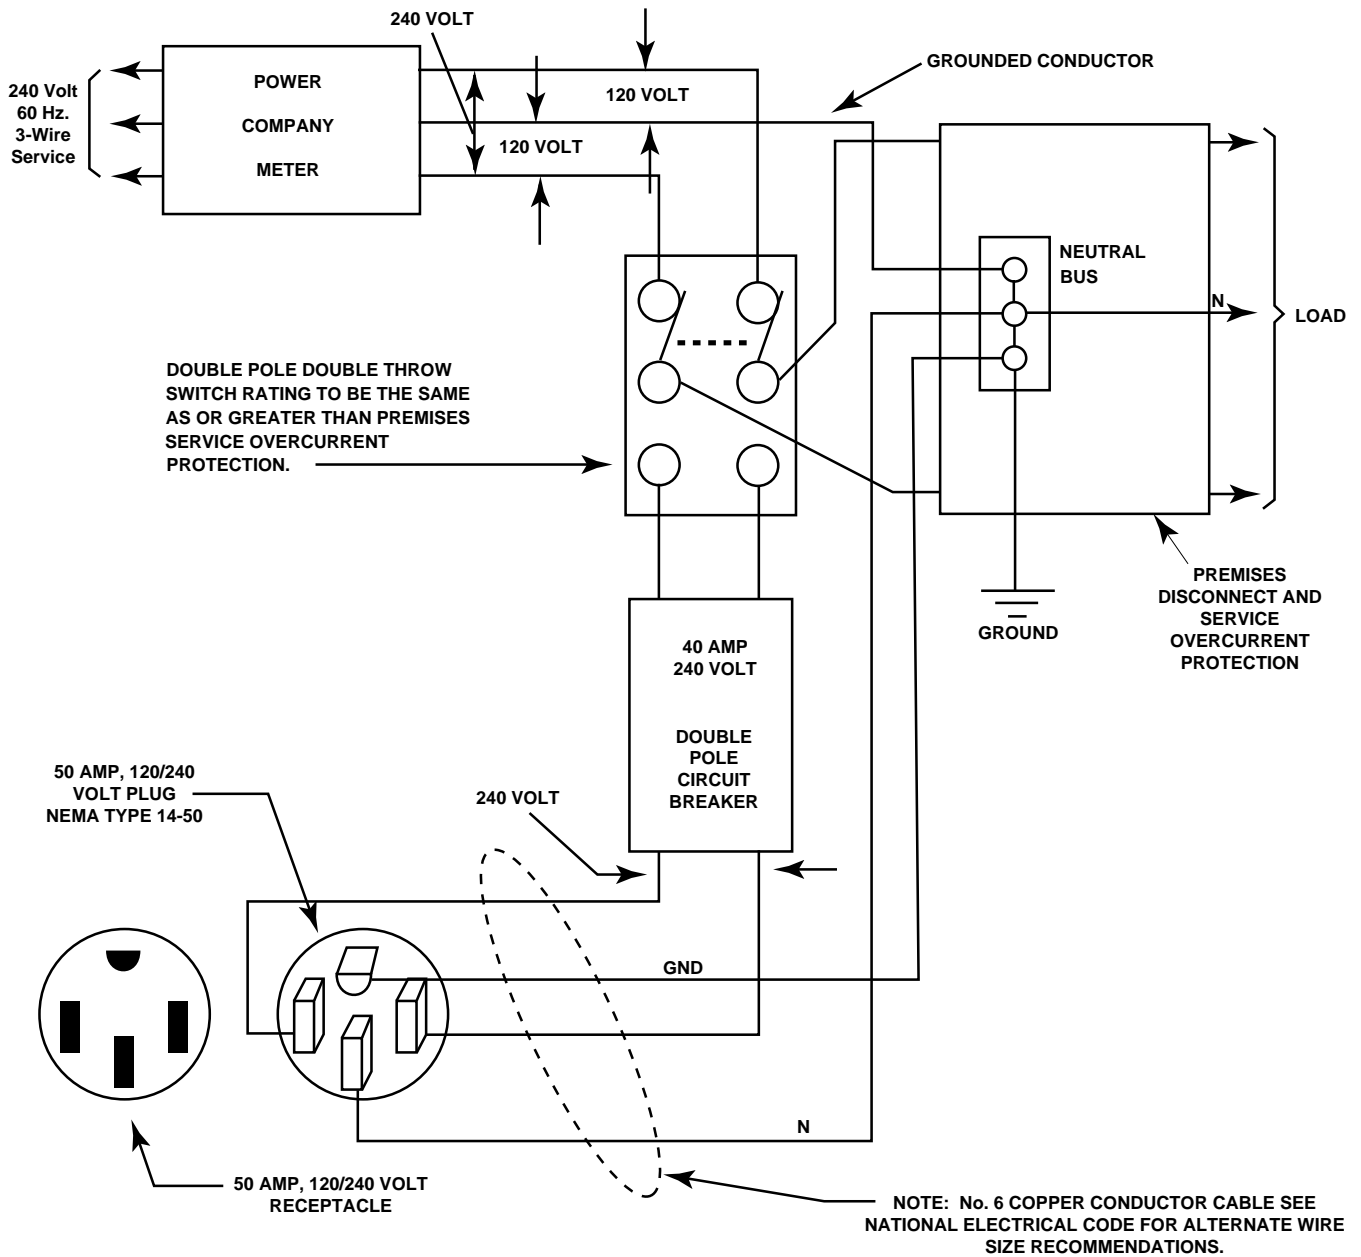 240 VOLT
GROUNDED CONDUCTOR
240 Volt
60 Hz.
3-Wire
Service
POWER
COMPANY
METER
120 VOLT
120 VOLT
NEUTRAL
BUS
N
LOAD
DOUBLE POLE DOUBLE THROW
SWITCH RATING TO BE THE SAME
AS OR GREATER THAN PREMISES
SERVICE OVERCURRENT
PROTECTION.
GROUND
PREMISES
DISCONNECT AND
SERVICE
OVERCURRENT
PROTECTION
40 AMP
240 VOLT
DOUBLE
POLE
CIRCUIT
BREAKER
50 AMP, 120/240
VOLT PLUG
NEMA TYPE 14-50
240 VOLT
GND
N
50 AMP, 120/240 VOLT
RECEPTACLE
NOTE: No. 6 COPPER CONDUCTOR CABLE SEE
NATIONAL ELECTRICAL CODE FOR ALTERNATE WIRE
SIZE RECOMMENDATIONS.